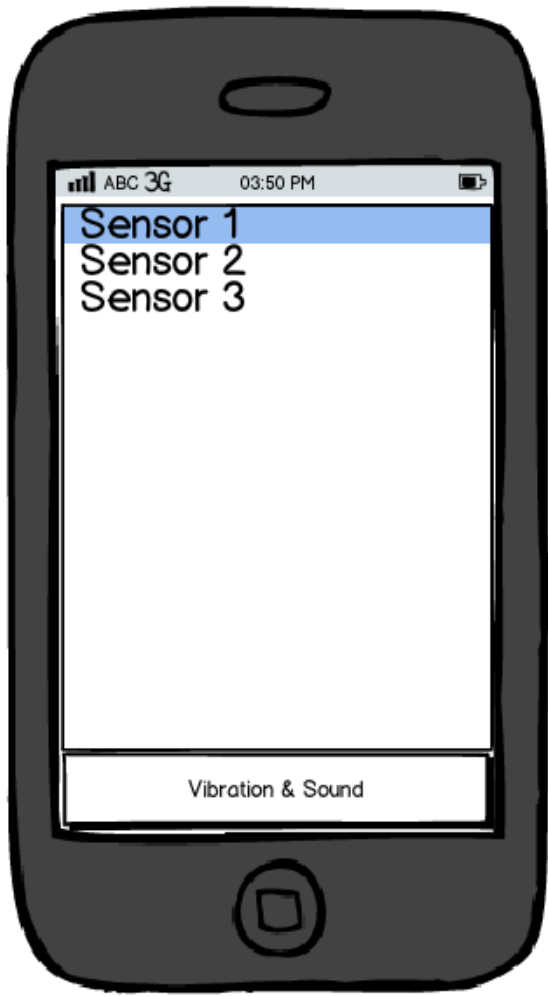 ABC 3G 03:50 PM
Sensor 1
Sensor 2
Sensor 3
Vibration & Sound